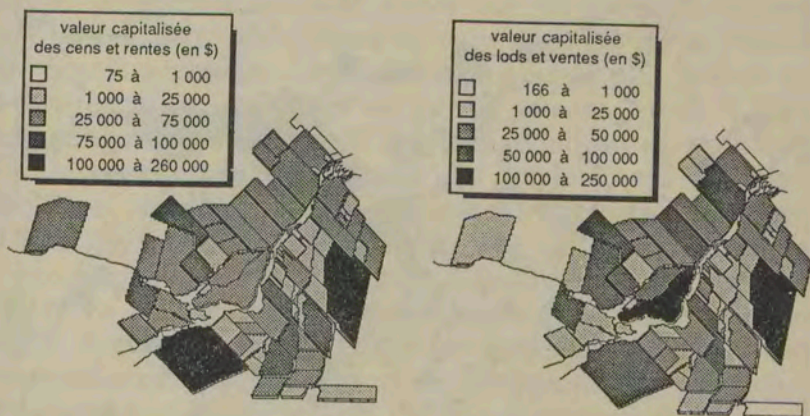 valeur capitalisée
des cens et rentes (en $)
75 à 1 000
1 000 à 25 000
25 000 à 75 000
75 000 à 100 000
100 000 à 260 000
valeur capitalisée
des lods et ventes (en $)
166 à 1 000
1 000 à 25 000
25 000 à 50 000
50 000 à 100 000
100 000 à 250 000